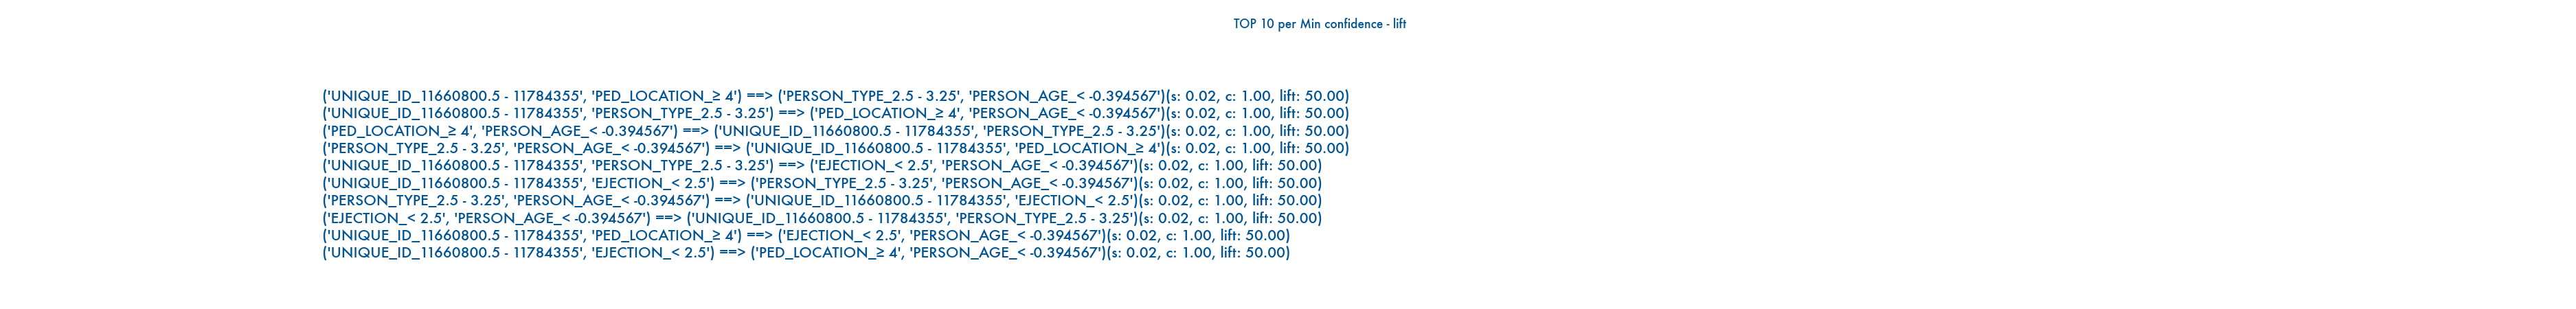 TOP 10 per Min confidence - lift
('UNIQUE_ID_11660800.5 - 11784355', 'PED_LOCATION_≥ 4') ==> ('PERSON_TYPE_2.5 - 3.25', 'PERSON_AGE_< -0.394567')(s: 0.02, c: 1.00, lift: 50.00)
('UNIQUE_ID_11660800.5 - 11784355', 'PERSON_TYPE_2.5 - 3.25') ==> ('PED_LOCATION_≥ 4', 'PERSON_AGE_< -0.394567')(s: 0.02, c: 1.00, lift: 50.00)
('PED_LOCATION_≥ 4', 'PERSON_AGE_< -0.394567') ==> ('UNIQUE_ID_11660800.5 - 11784355', 'PERSON_TYPE_2.5 - 3.25')(s: 0.02, c: 1.00, lift: 50.00)
('PERSON_TYPE_2.5 - 3.25', 'PERSON_AGE_< -0.394567') ==> ('UNIQUE_ID_11660800.5 - 11784355', 'PED_LOCATION_≥ 4')(s: 0.02, c: 1.00, lift: 50.00)
('UNIQUE_ID_11660800.5 - 11784355', 'PERSON_TYPE_2.5 - 3.25') ==> ('EJECTION_< 2.5', 'PERSON_AGE_< -0.394567')(s: 0.02, c: 1.00, lift: 50.00)
('UNIQUE_ID_11660800.5 - 11784355', 'EJECTION_< 2.5') ==> ('PERSON_TYPE_2.5 - 3.25', 'PERSON_AGE_< -0.394567')(s: 0.02, c: 1.00, lift: 50.00)
('PERSON_TYPE_2.5 - 3.25', 'PERSON_AGE_< -0.394567') ==> ('UNIQUE_ID_11660800.5 - 11784355', 'EJECTION_< 2.5')(s: 0.02, c: 1.00, lift: 50.00)
('EJECTION_< 2.5', 'PERSON_AGE_< -0.394567') ==> ('UNIQUE_ID_11660800.5 - 11784355', 'PERSON_TYPE_2.5 - 3.25')(s: 0.02, c: 1.00, lift: 50.00)
('UNIQUE_ID_11660800.5 - 11784355', 'PED_LOCATION_≥ 4') ==> ('EJECTION_< 2.5', 'PERSON_AGE_< -0.394567')(s: 0.02, c: 1.00, lift: 50.00)
('UNIQUE_ID_11660800.5 - 11784355', 'EJECTION_< 2.5') ==> ('PED_LOCATION_≥ 4', 'PERSON_AGE_< -0.394567')(s: 0.02, c: 1.00, lift: 50.00)